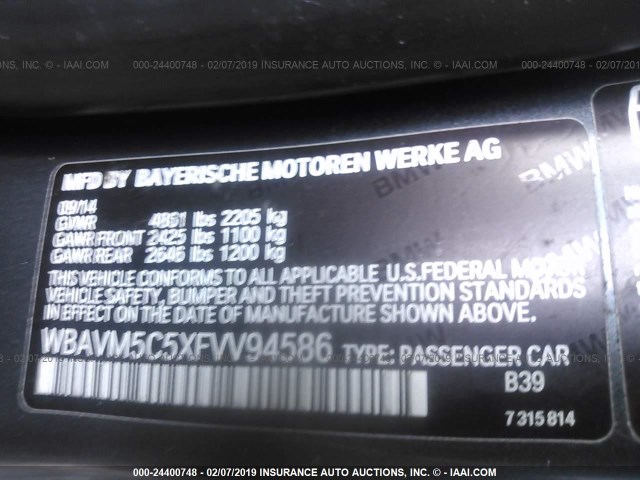 INC. © - IAAI.COM 000-24400748 - 02/07/2019 INSURANCE AUTO AUCTIONS, INC. © - IAAI.COM 000-24400748 - 02/07/2019
MFD BY BAYERISCHE MOTOREN WERKE AG
09/14
GVWR 4861 lbs 2205 kg
GAWR FRONT 2425 lbs 1100 kg
GAWR REAR 2646 lbs 1200 kg
THIS VEHICLE CONFORMS TO ALL APPLICABLE U.S. FEDERAL MOTOR
VEHICLE SAFETY, BUMPER AND THEFT PREVENTION STANDARDS
IN EFFECT ON DATE OF MANUFACTURE SHOWN ABOVE.
WBAVM5C5XFVV94586 TYPE: PASSENGER CAR
B39
7 315 814
BMW
BMW
BMW
000-24400748 - 02/07/2019 INSURANCE AUTO AUCTIONS, INC. © - IAAI.COM